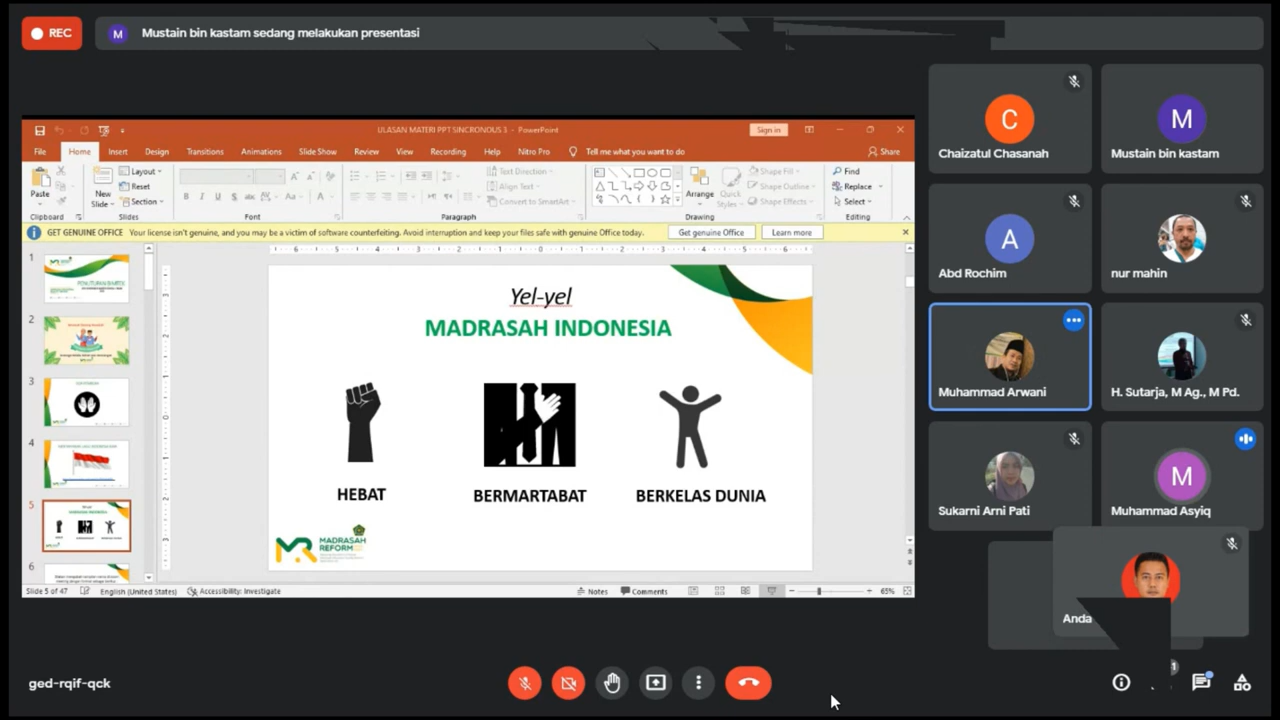 REC
M
Mustain bin kastam sedang melakukan presentasi
ULASAN MATERI PPT SINCRONOUS 3 - PowerPoint
Sign in
File
Home
Insert
Design
Transitions
Animations
Slide Show
Review
View
Recording
Help
Nitro Pro
Tell me what you want to do
Share
Paste
New
Slide
Layout
Reset
Section
Text Direction
Align Text
Convert to SmartArt
Arrange
Quick
Styles
Shape Fill
Shape Outline
Shape Effects
Find
Replace
Select
Clipboard
Slides
Font
Paragraph
Drawing
Editing
GET GENUINE OFFICE Your license isn't genuine, and you may be a victim of software counterfeiting. Avoid interruption and keep your files safe with genuine Office today.
Get genuine Office
Learn more
1
2
3
4
5
6
Yel-yel
MADRASAH INDONESIA
HEBAT
BERMARTABAT
BERKELAS DUNIA
MADRASAH
REFORM
Slide 5 of 47
English (United States)
Accessibility: Investigate
Notes
Comments
65%
C
Chaizatul Chasanah
M
Mustain bin kastam
A
Abd Rochim
nur mahin
Muhammad Arwani
H. Sutarja, M Ag., M Pd.
Sukarni Arni Pati
M
Muhammad Asyiq
Anda
ged-rqif-qck
1